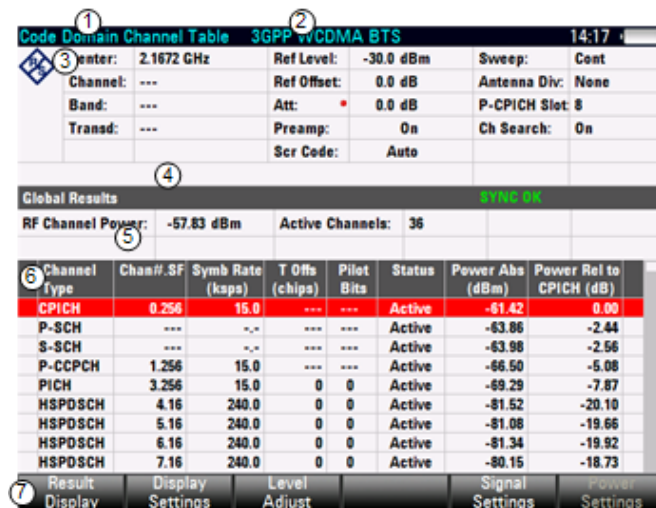 1 2
Code Domain Channel Table 3GPP WCDMA BTS 14:17
3 Center: 2.1672 GHz Ref Level: -30.0 dBm Sweep: Cont
Channel: --- Ref Offset: 0.0 dB Antenna Div: None
Band: --- Att: 0.0 dB P-CPICH Slot: 8
Transd: --- Preamp: On Ch Search: On
Scr Code: Auto
4
Global Results SYNC OK
RF Channel Power: -57.83 dBm Active Channels: 36
5
6 Channel Chan#.SF Symb Rate T Offs Pilot Status Power Abs Power Rel to
Type (ksps) (chips) Bits (dBm) CPICH (dB)
CPICH 0.256 15.0 --- --- Active -61.42 0.00
P-SCH --- -.- --- --- Active -63.86 -2.44
S-SCH --- -.- --- --- Active -63.98 -2.56
P-CCPCH 1.256 15.0 --- --- Active -66.50 -5.08
PICH 3.256 15.0 0 0 Active -69.29 -7.87
HSPDSCH 4.16 240.0 0 0 Active -81.52 -20.10
HSPDSCH 5.16 240.0 0 0 Active -81.08 -19.66
HSPDSCH 6.16 240.0 0 0 Active -81.34 -19.92
HSPDSCH 7.16 240.0 0 0 Active -80.15 -18.73
7 Result Display Level Signal Power
Display Settings Adjust Settings Settings